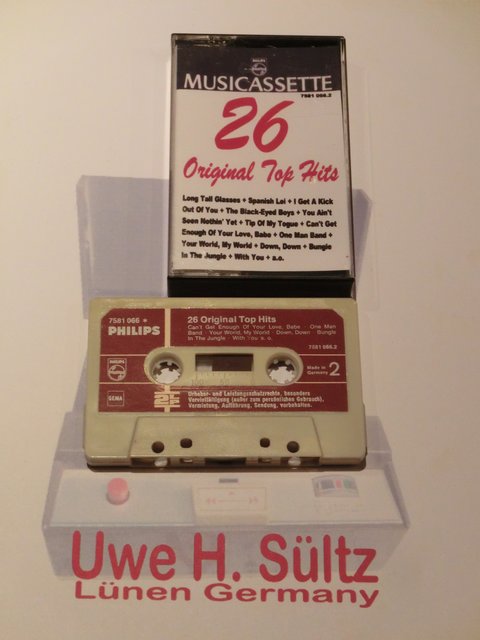 PHILIPS
MUSICASSETTE
7581 066.2
26
Original Top Hits
Long Tall Glasses + Spanish Lol + I Get A Kick
Out Of You + The Black-Eyed Boys + You Ain't
Seen Nothin' Yet + Tip Of My Togue + Can't Get
Enough Of Your Love, Babe + One Man Band +
Your World, My World + Down, Down + Bungle
In The Jungle + With You + a.o.
7581 066 *
PHILIPS
26 Original Top Hits
Can't Get Enough Of Your Love, Babe · One Man
Band · Your World, My World · Down, Down · Bungle
In The Jungle · With You a. o.
7581 066.2
PHILIPS
Made in
Germany 2
GEMA
Urheber- und Leistungsschutzrechte, besonders
Vervielfältigung (außer zum persönlichen Gebrauch),
Vermietung, Aufführung, Sendung, vorbehalten.
Uwe H. Sültz
Lünen Germany